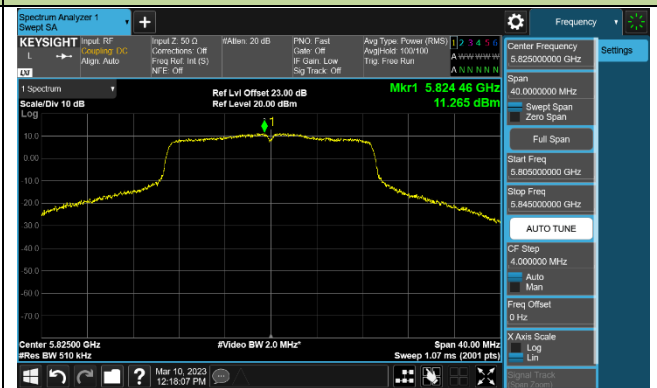 Spectrum Analyzer 1
Swept SA
+
Frequency
KEYSIGHT
L
LXI
Input: RF
Coupling: DC
Align: Auto
Input Z: 50 Ω
Corrections: Off
Freq Ref: Int (S)
NFE: Off
#Atten: 20 dB
PNO: Fast
Gate: Off
IF Gain: Low
Sig Track: Off
Avg Type: Power (RMS)
Avg|Hold: 100/100
Trig: Free Run
1 2 3 4 5 6
A W W W W W
A N N N N N
1 Spectrum
Scale/Div 10 dB
Log
Ref Lvl Offset 23.00 dB
Ref Level 20.00 dBm
Mkr1 5.824 46 GHz
11.265 dBm
1
10.0
0.00
-10.0
-20.0
-30.0
-40.0
-50.0
-60.0
-70.0
Center 5.82500 GHz
#Res BW 510 kHz
#Video BW 2.0 MHz*
Span 40.00 MHz
Sweep 1.07 ms (2001 pts)
Center Frequency
5.825000000 GHz
Settings
Span
40.0000000 MHz
Swept Span
Zero Span
Full Span
Start Freq
5.805000000 GHz
Stop Freq
5.845000000 GHz
AUTO TUNE
CF Step
4.000000 MHz
Auto
Man
Freq Offset
0 Hz
X Axis Scale
Log
Lin
Signal Track
(Span Zoom)
?
Mar 10, 2023
12:18:07 PM